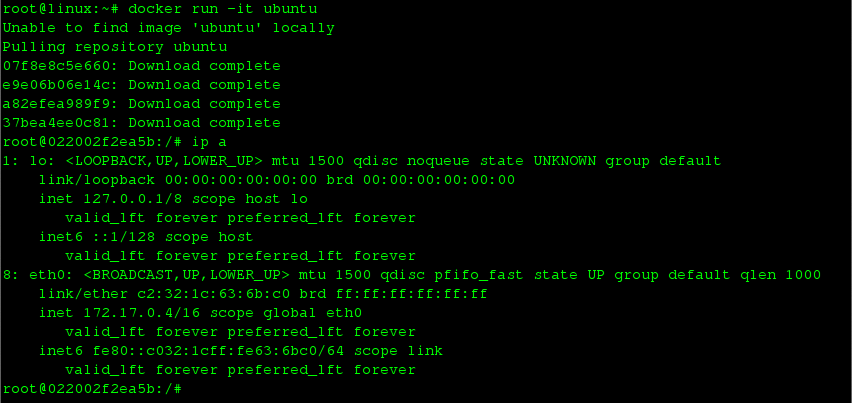 root@linux:~# docker run -it ubuntu
Unable to find image 'ubuntu' locally
Pulling repository ubuntu
07f8e8c5e660: Download complete
e9e06b06e14c: Download complete
a82efea989f9: Download complete
37bea4ee0c81: Download complete
root@022002f2ea5b:/# ip a
1: lo: <LOOPBACK,UP,LOWER_UP> mtu 1500 qdisc noqueue state UNKNOWN group default
    link/loopback 00:00:00:00:00:00 brd 00:00:00:00:00:00
    inet 127.0.0.1/8 scope host lo
       valid_lft forever preferred_lft forever
    inet6 ::1/128 scope host
       valid_lft forever preferred_lft forever
8: eth0: <BROADCAST,UP,LOWER_UP> mtu 1500 qdisc pfifo_fast state UP group default qlen 1000
    link/ether c2:32:1c:63:6b:c0 brd ff:ff:ff:ff:ff:ff
    inet 172.17.0.4/16 scope global eth0
       valid_lft forever preferred_lft forever
    inet6 fe80::c032:1cff:fe63:6bc0/64 scope link
       valid_lft forever preferred_lft forever
root@022002f2ea5b:/#